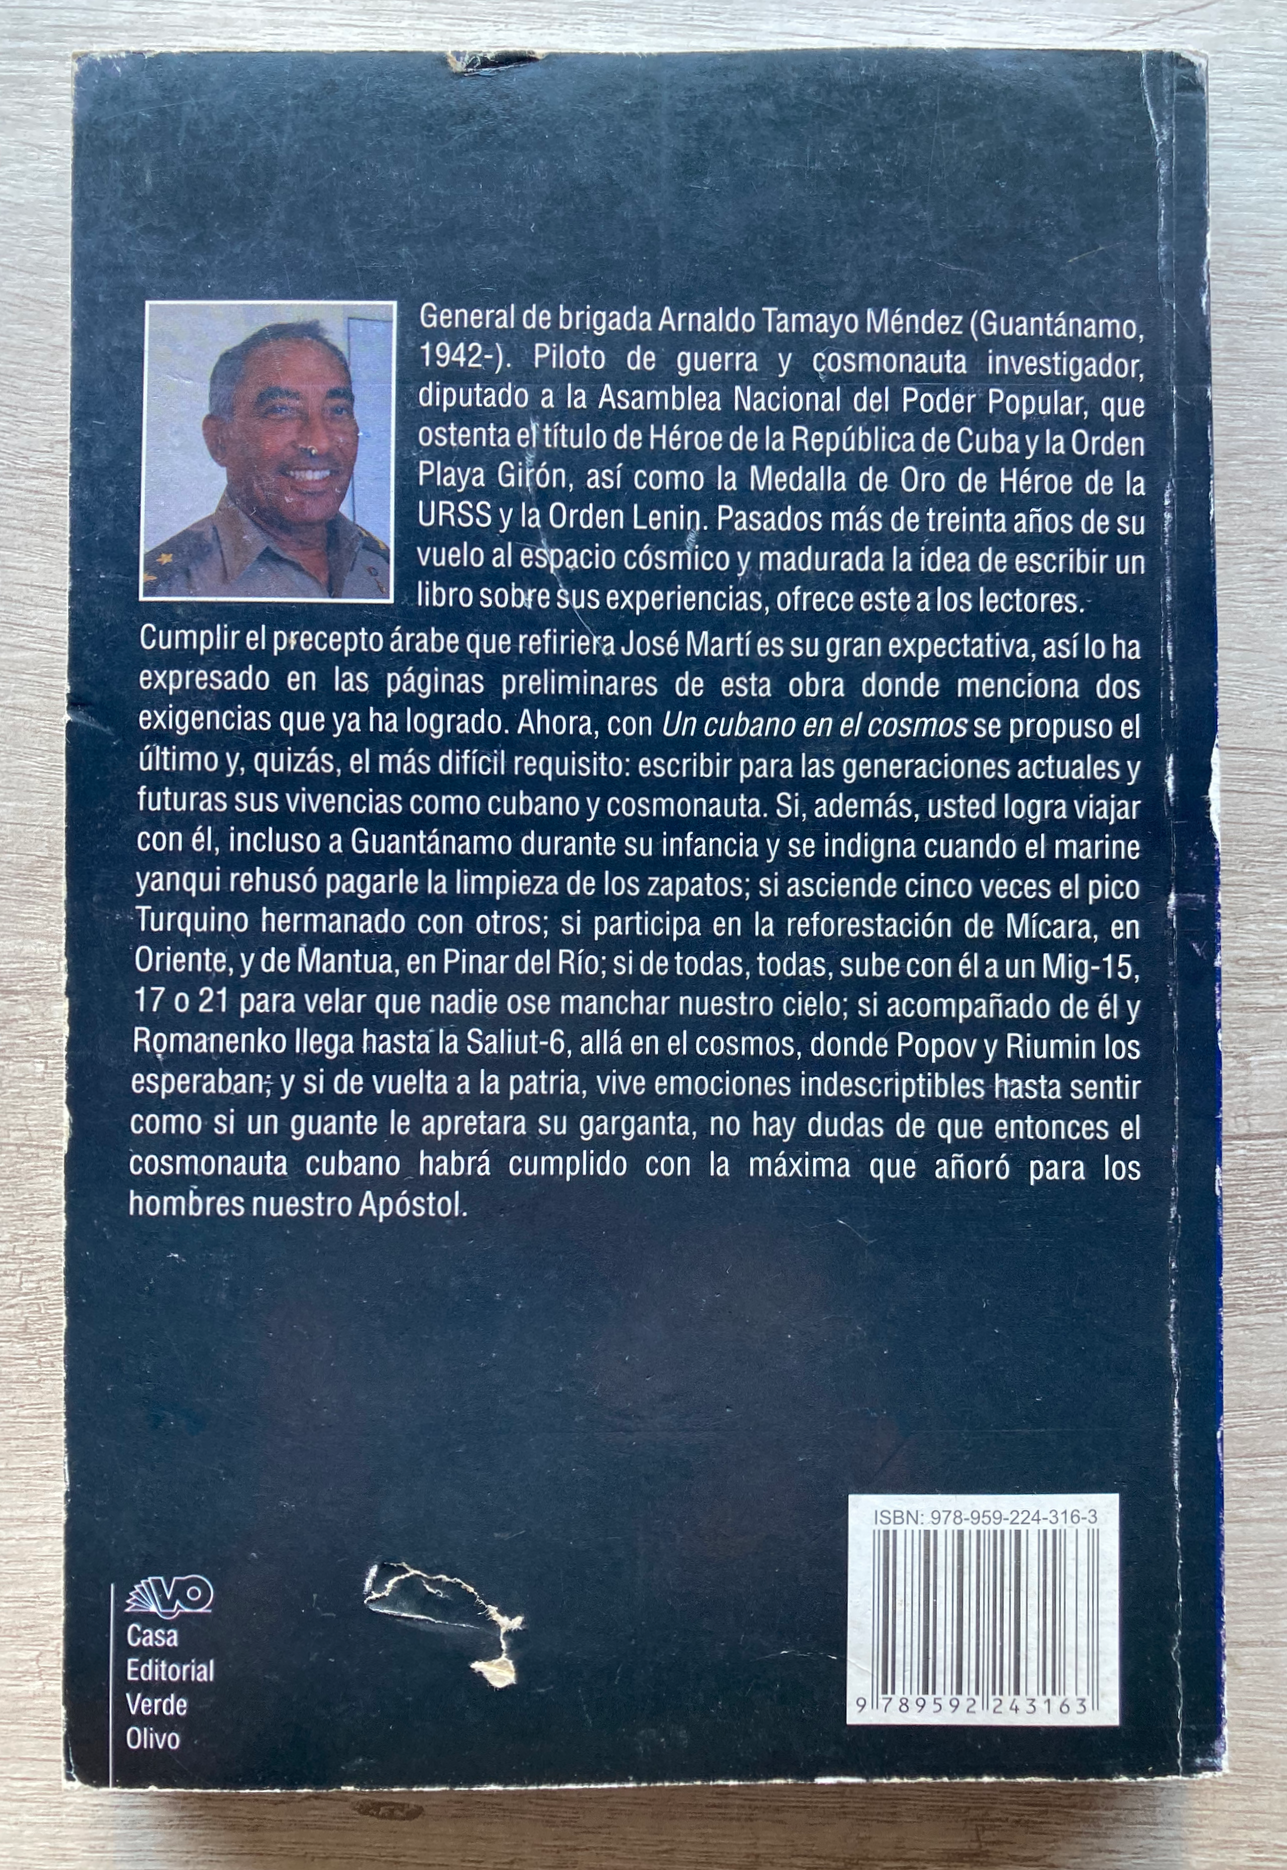 General de brigada Arnaldo Tamayo Méndez (Guantánamo,
1942-). Piloto de guerra y cosmonauta investigador,
diputado a la Asamblea Nacional del Poder Popular, que
ostenta el título de Héroe de la República de Cuba y la Orden
Playa Girón, así como la Medalla de Oro de Héroe de la
URSS y la Orden Lenin. Pasados más de treinta años de su
vuelo al espacio cósmico y madurada la idea de escribir un
libro sobre sus experiencias, ofrece este a los lectores.
Cumplir el precepto árabe que refiriera José Martí es su gran expectativa, así lo ha
expresado en las páginas preliminares de esta obra donde menciona dos
exigencias que ya ha logrado. Ahora, con Un cubano en el cosmos se propuso el
último y, quizás, el más difícil requisito: escribir para las generaciones actuales y
futuras sus vivencias como cubano y cosmonauta. Si, además, usted logra viajar
con él, incluso a Guantánamo durante su infancia y se indigna cuando el marine
yanqui rehusó pagarle la limpieza de los zapatos; si asciende cinco veces el pico
Turquino hermanado con otros; si participa en la reforestación de Mícara, en
Oriente, y de Mantua, en Pinar del Río; si de todas, todas, sube con él a un Mig-15,
17 o 21 para velar que nadie ose manchar nuestro cielo; si acompañado de él y
Romanenko llega hasta la Saliut-6, allá en el cosmos, donde Popov y Riumin los
esperaban; y si de vuelta a la patria, vive emociones indescriptibles hasta sentir
como si un guante le apretara su garganta, no hay dudas de que entonces el
cosmonauta cubano habrá cumplido con la máxima que añoró para los
hombres nuestro Apóstol.
ISBN: 978-959-224-316-3
9 789592 243163
VO
Casa
Editorial
Verde
Olivo